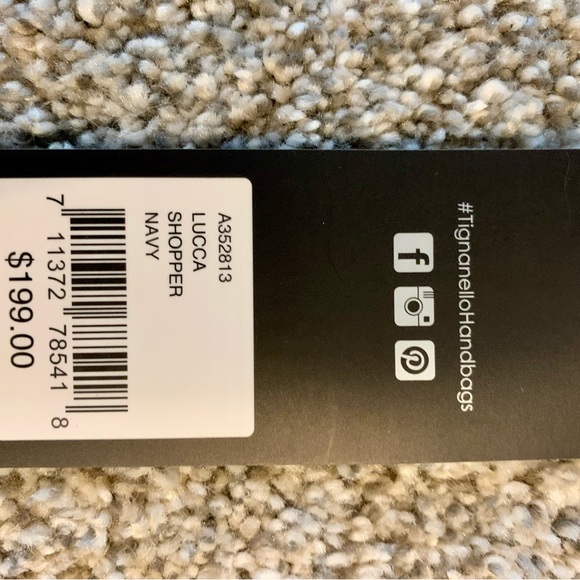 #TignanelloHandbags
A352813
LUCCA
SHOPPER
NAVY
7 11372 78541 8
$199.00